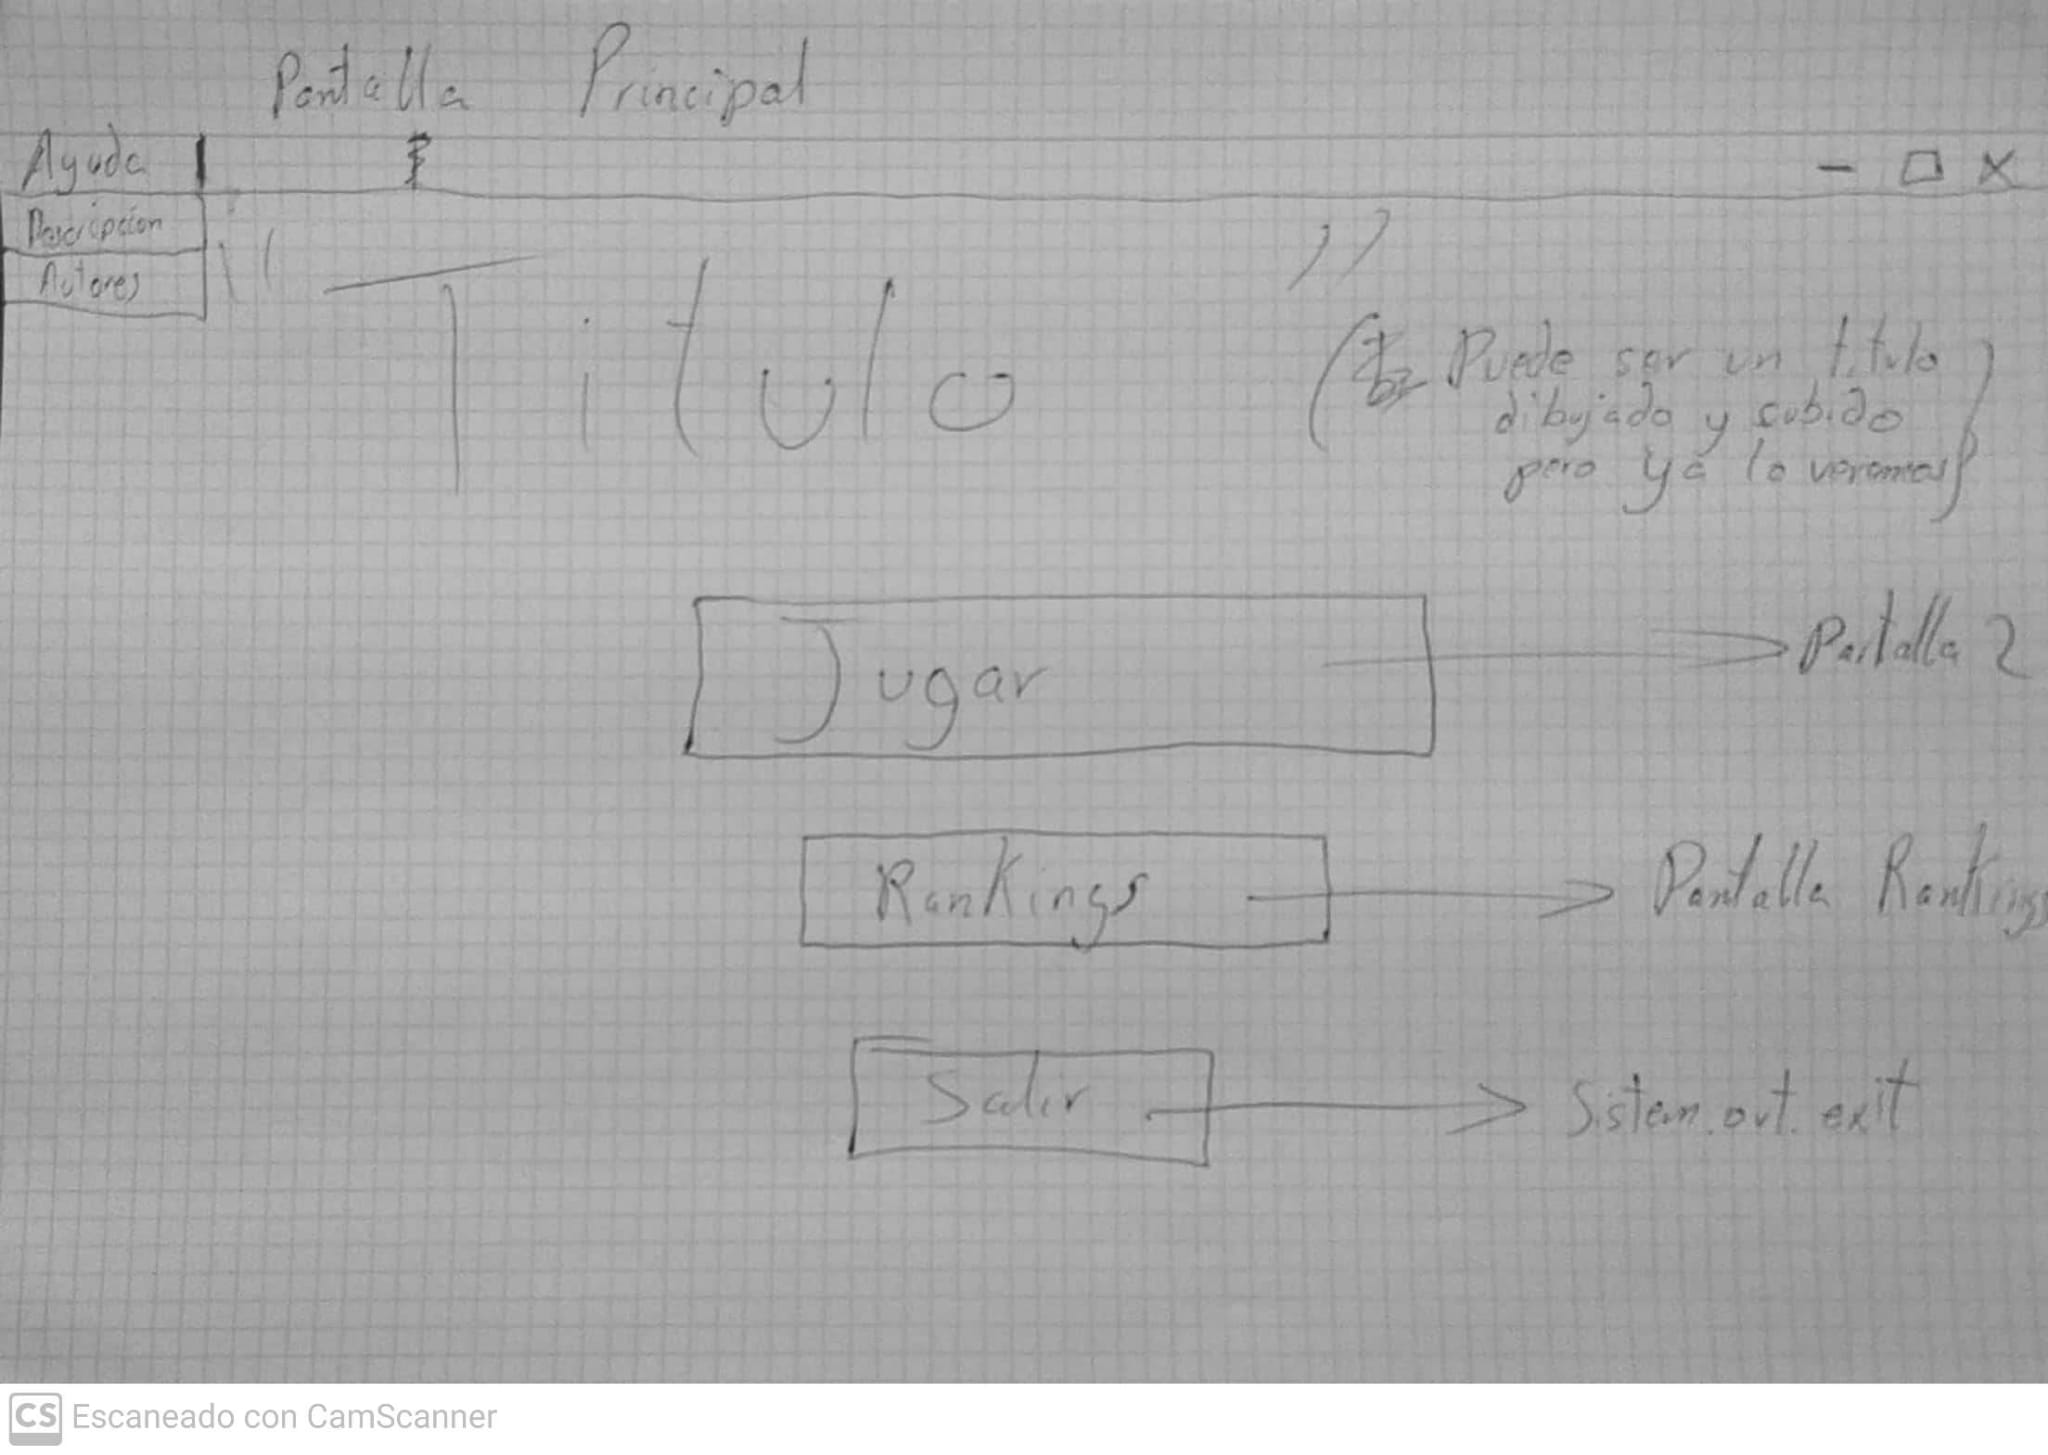 Pantalla Principal
Ayuda
- □ X
Descripcion
Autores
" Titulo "
( Puede ser un titulo
dibujado y subido
pero ya lo veremos)
Jugar → Pantalla 2
Rankings → Pantalla Rankings
Salir → Sistem.out.exit
CS Escaneado con CamScanner